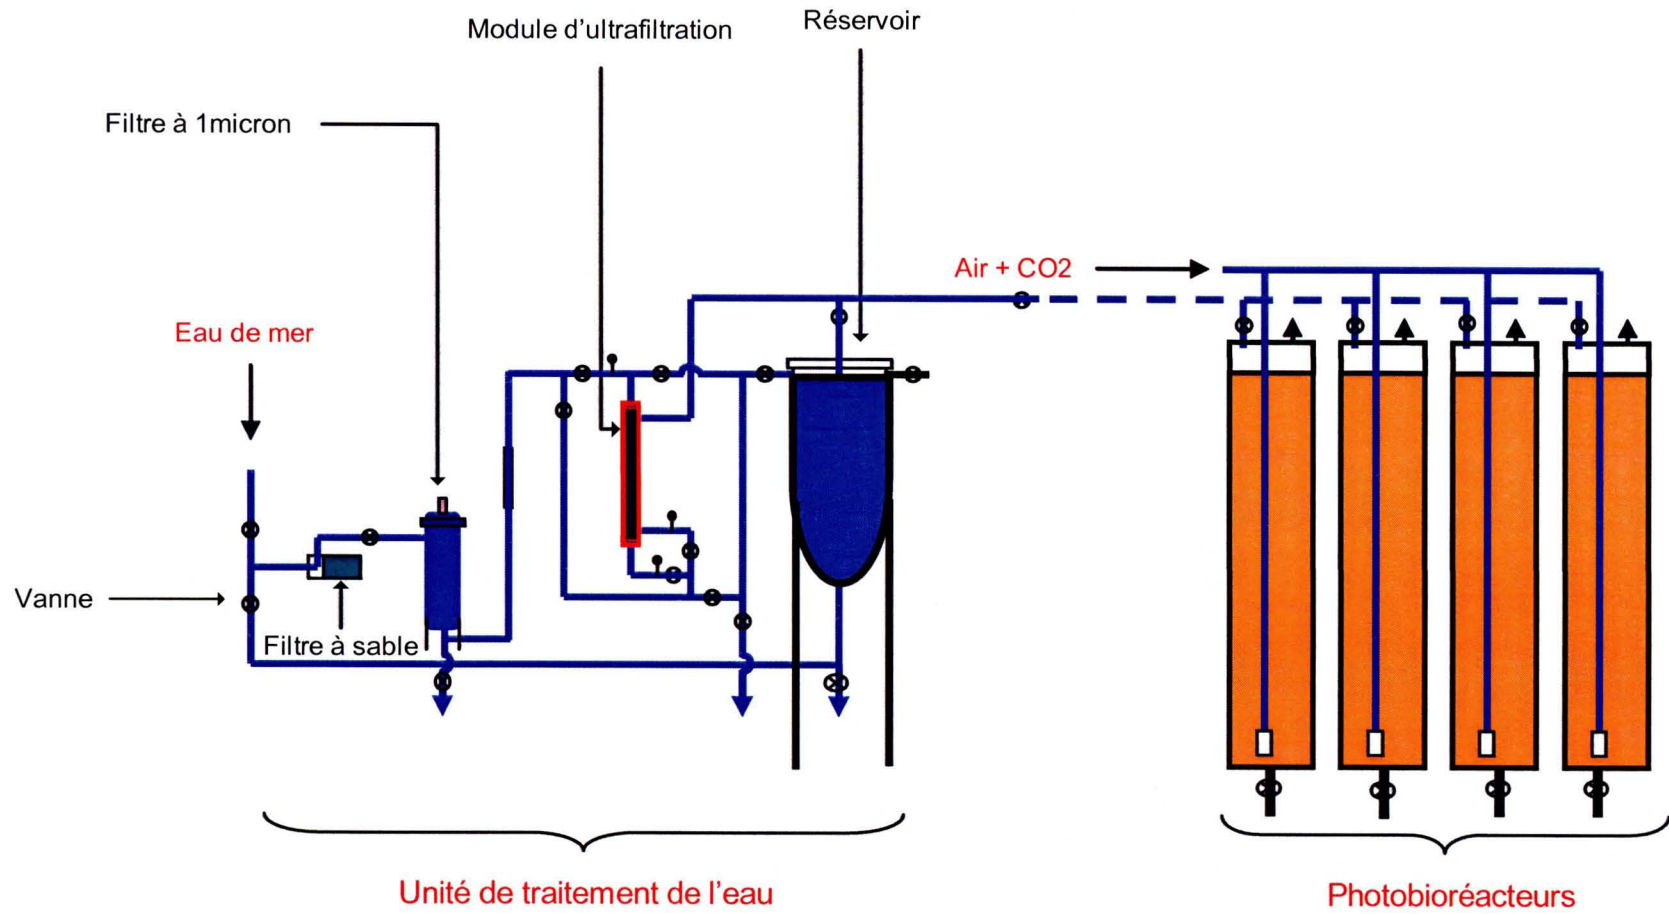 Module d'ultrafiltration
Réservoir
Filtre à 1micron
Air + CO2
Eau de mer
Vanne
Filtre à sable
Unité de traitement de l'eau
Photobioréacteurs